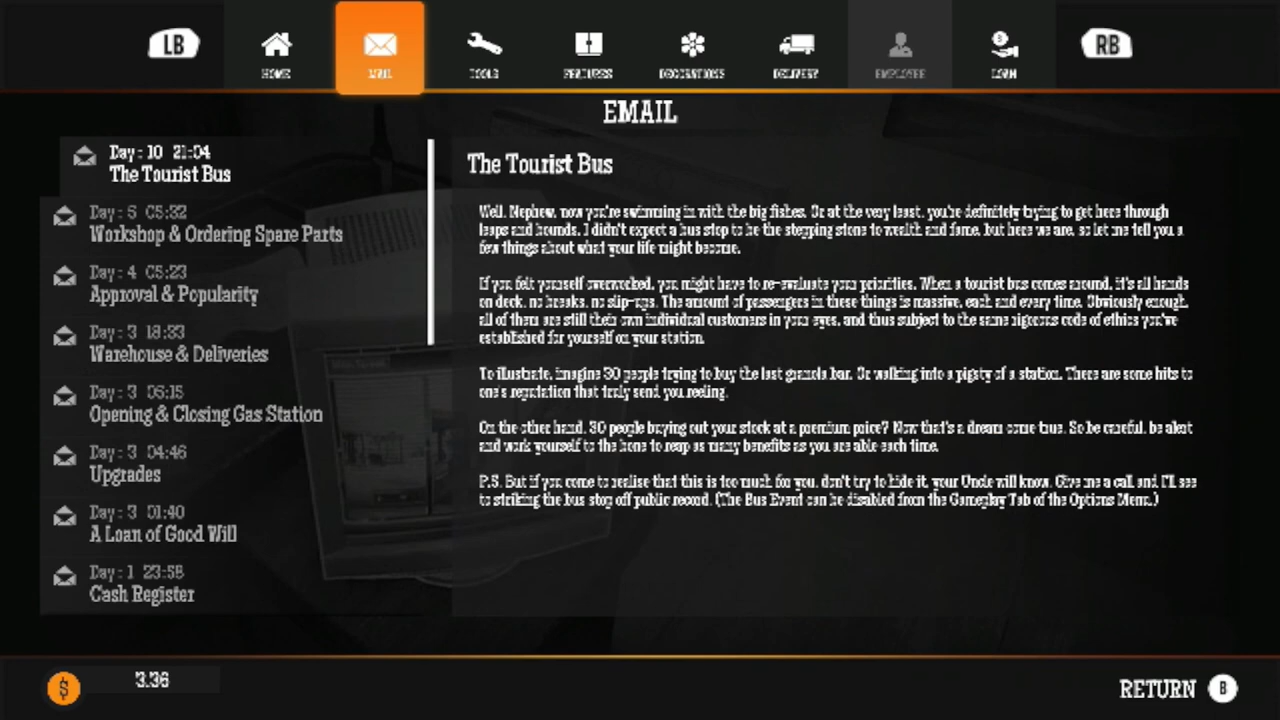 LB
HOME
MAIL
TOOLS
FEATURES
DECORATIONS
DELIVERY
EMPLOYEE
LOAN
RB
EMAIL
Day : 10 21:04
The Tourist Bus
Day : 5 05:32
Workshop & Ordering Spare Parts
Day : 4 05:23
Approval & Popularity
Day : 3 18:33
Warehouse & Deliveries
Day : 3 06:15
Opening & Closing Gas Station
Day : 3 04:46
Upgrades
Day : 3 01:40
A Loan of Good Will
Day : 1 23:58
Cash Register
The Tourist Bus
Well, Nephew, now you're swimming in with the big fishes. Or at the very least, you're definitely trying to get here through
leaps and bounds. I didn't expect a bus stop to be the stepping stone to wealth and fame, but here we are, so let me tell you a
few things about what your life might become.
If you felt yourself overworked, you might have to re-evaluate your priorities. When a tourist bus comes around, it's all hands
on deck, no breaks, no slip-ups. The amount of passengers in these things is massive, each and every time. Obviously enough,
all of them are still their own individual customers in your eyes, and thus subject to the same rigorous code of ethics you've
established for yourself on your station.
To illustrate, imagine 30 people trying to buy the last granola bar. Or walking into a pigsty of a station. There are some hits to
one's reputation that truly send you reeling.
On the other hand, 30 people buying out your stock at a premium price? Now that's a dream come true. So be careful, be alert
and work yourself to the bone to reap as many benefits as you are able each time.
P.S. But if you come to realise that this is too much for you, don't try to hide it, your Uncle will know. Give me a call and I'll see
to striking the bus stop off public record. (The Bus Event can be disabled from the Gameplay Tab of the Options Menu.)
$ 3.36
RETURN B